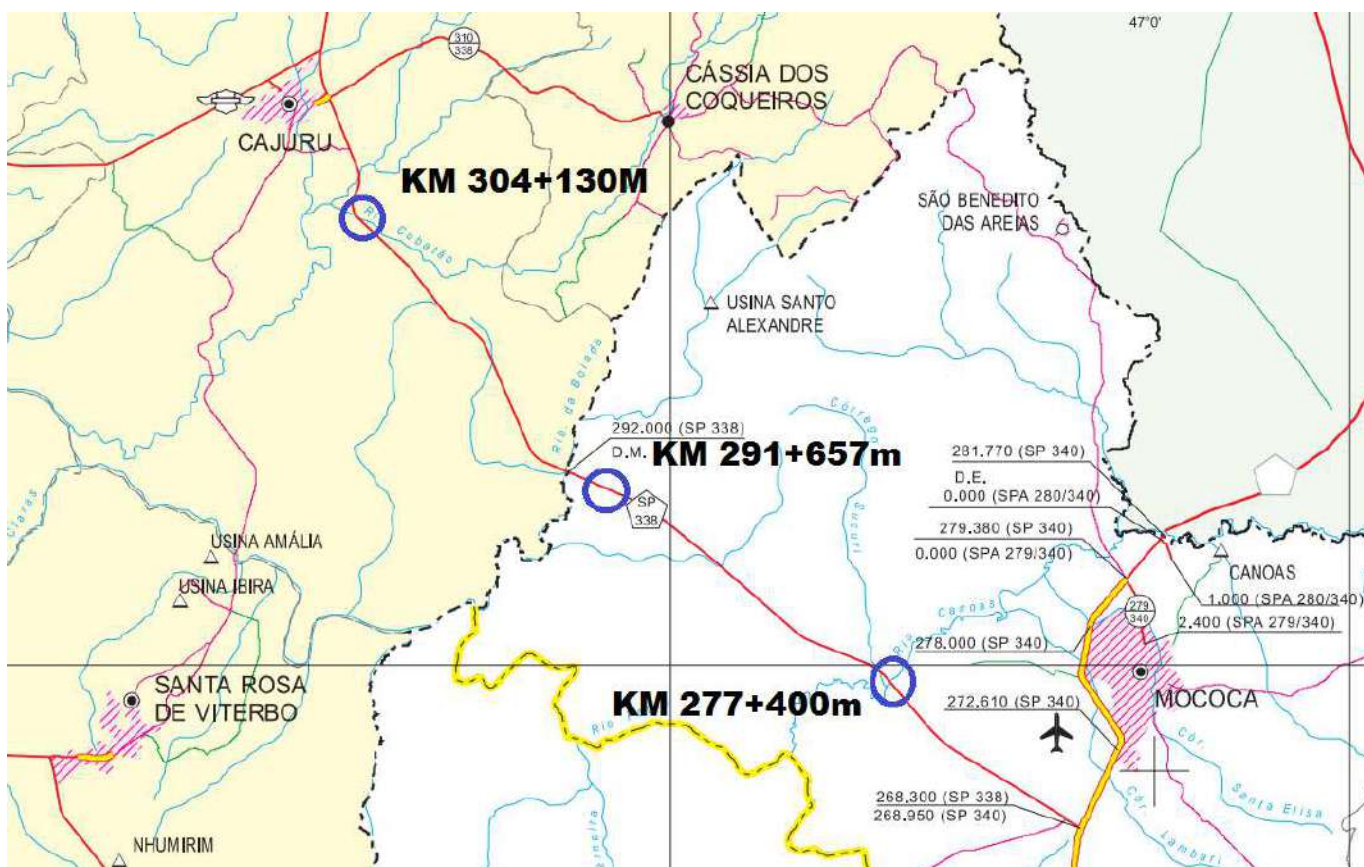 47°0'
310
338
CÁSSIA DOS
COQUEIROS
CAJURU
KM 304+130M
Rio Cubatão
SÃO BENEDITO
DAS AREIAS
USINA SANTO
ALEXANDRE
Rib. da Boiada
Córrego
Sucuri
292.000 (SP 338)
D.M.
KM 291+657m
SP
338
281.770 (SP 340)
D.E.
0.000 (SPA 280/340)
279.380 (SP 340)
0.000 (SPA 279/340)
Claras
USINA AMÁLIA
USINA IBIRA
CANOAS
1.000 (SPA 280/340)
279
340
2.400 (SPA 279/340)
Rio Canoas
278.000 (SP 340)
SANTA ROSA
DE VITERBO
KM 277+400m
MOCOCA
272.610 (SP 340)
Rio
Cór.
Santa Elisa
268.300 (SP 338)
268.950 (SP 340)
Cór. Lambari
NHUMIRIM